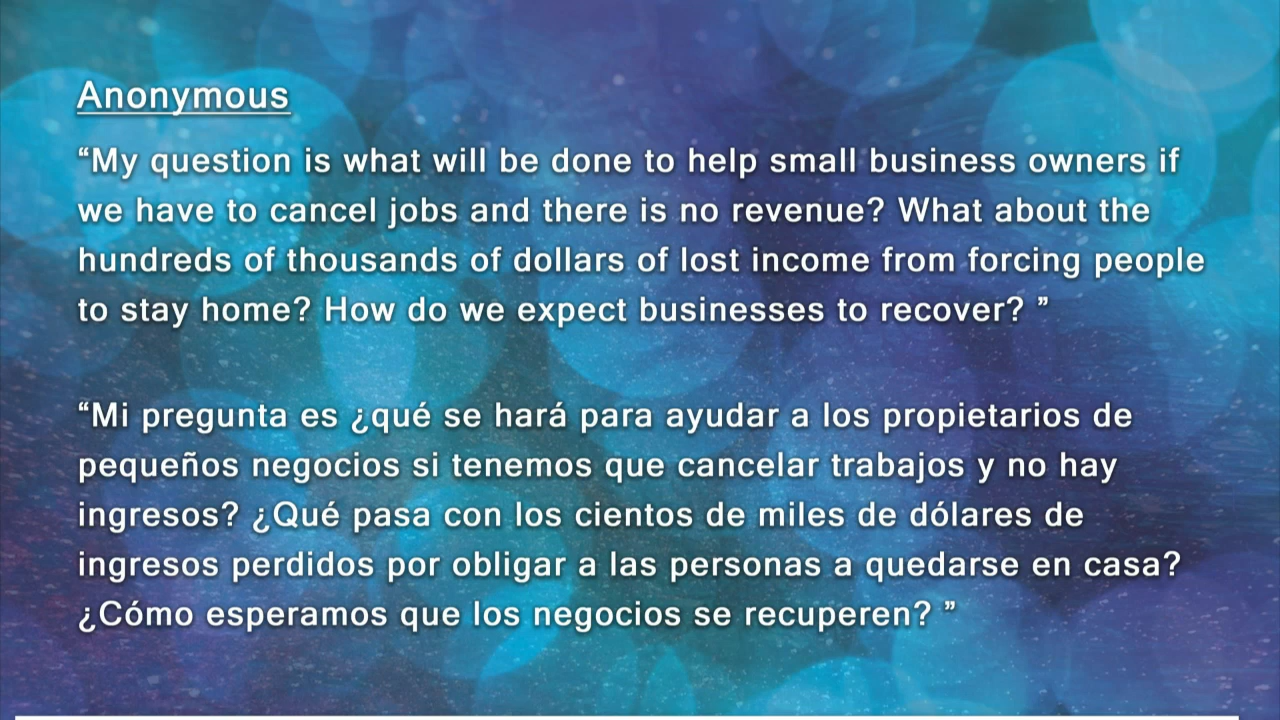 Anonymous
“My question is what will be done to help small business owners if
we have to cancel jobs and there is no revenue? What about the
hundreds of thousands of dollars of lost income from forcing people
to stay home? How do we expect businesses to recover? ”
“Mi pregunta es ¿qué se hará para ayudar a los propietarios de
pequeños negocios si tenemos que cancelar trabajos y no hay
ingresos? ¿Qué pasa con los cientos de miles de dólares de
ingresos perdidos por obligar a las personas a quedarse en casa?
¿Cómo esperamos que los negocios se recuperen? ”